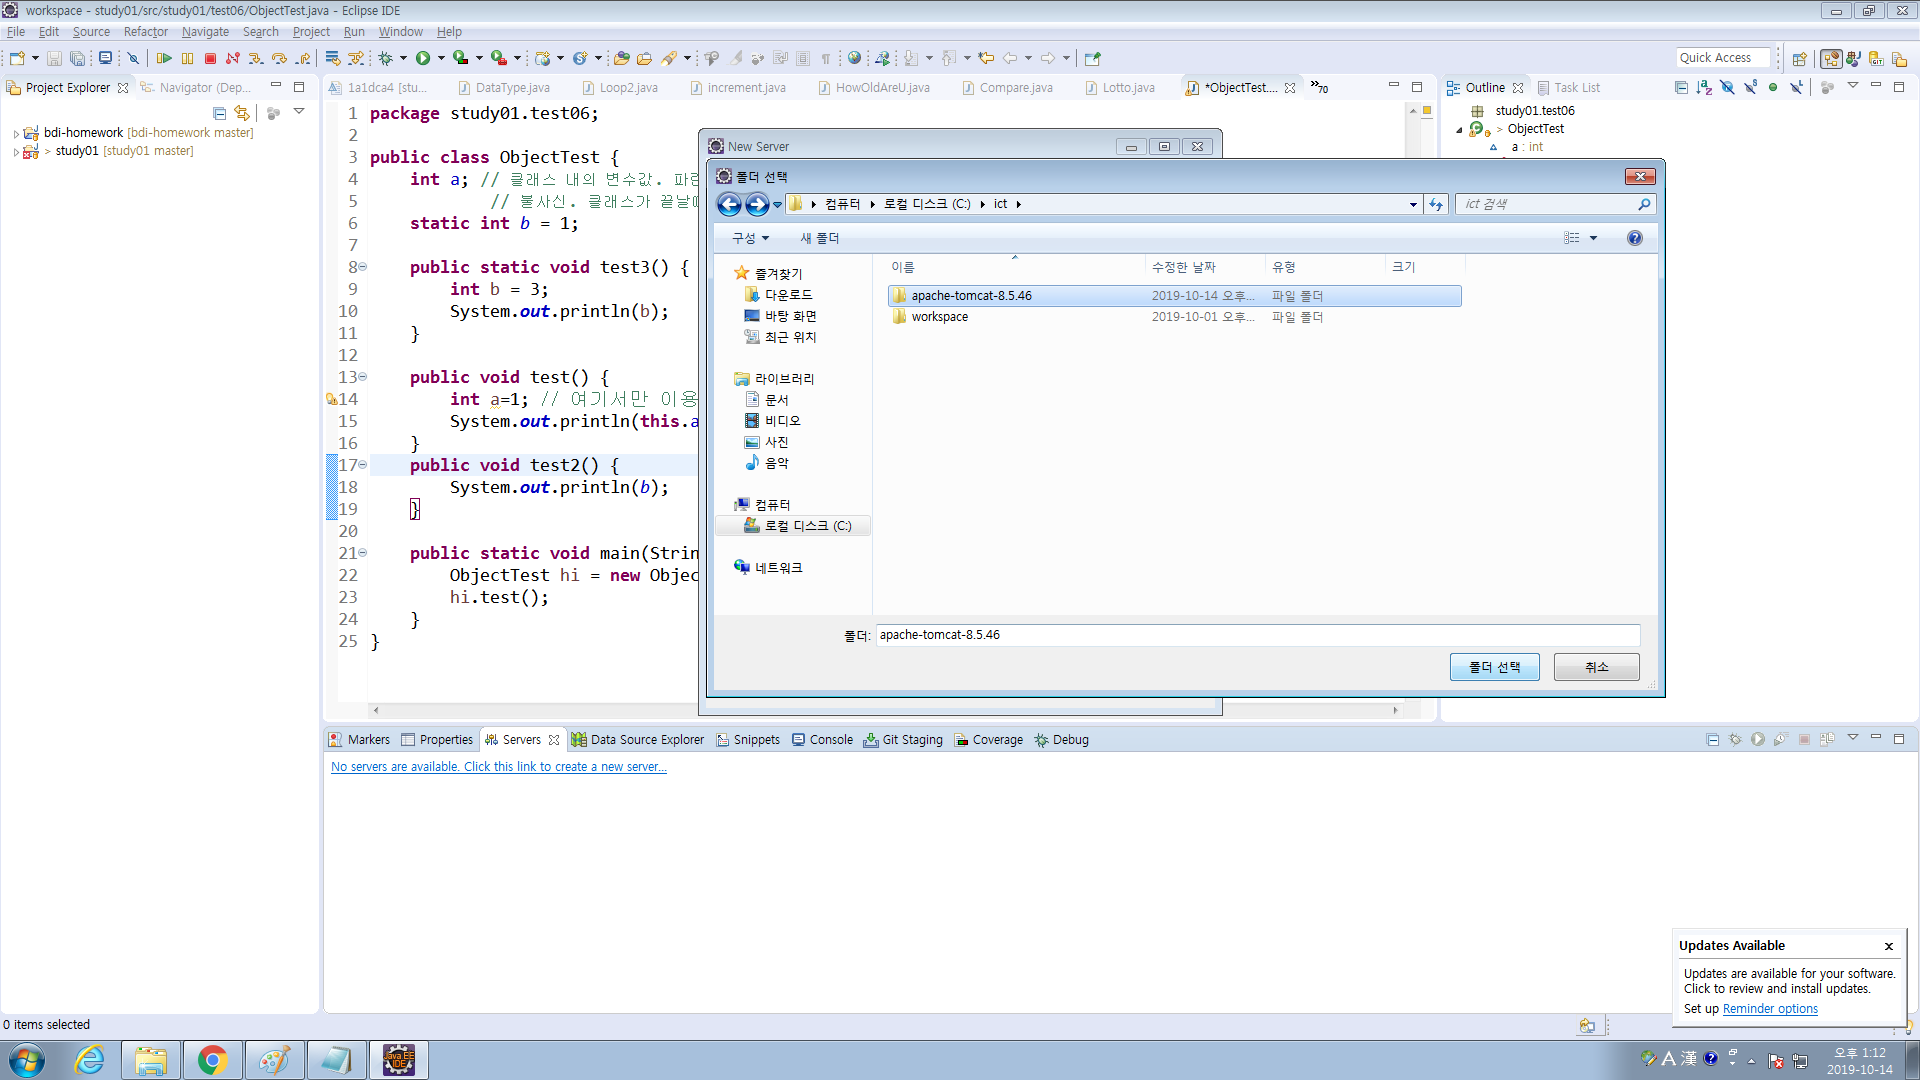 workspace - study01/src/study01/test06/ObjectTest.java - Eclipse IDE
File Edit Source Refactor Navigate Search Project Run Window Help
Quick Access
Project Explorer
Navigator (Dep...
bdi-homework [bdi-homework master]
> study01 [study01 master]
1a1dca4 [stu...
DataType.java
Loop2.java
increment.java
HowOldAreU.java
Compare.java
Lotto.java
*ObjectTest....
»70
1 package study01.test06;
2
3 public class ObjectTest {
4 int a; // 클래스 내의 변수값. 파란
5 // 불사신. 클래스가 끝날때
6 static int b = 1;
7
8 public static void test3() {
9 int b = 3;
10 System.out.println(b);
11 }
12
13 public void test() {
14 int a=1; // 여기서만 이용
15 System.out.println(this.a
16 }
17 public void test2() {
18 System.out.println(b);
19 }
20
21 public static void main(Strin
22 ObjectTest hi = new Objec
23 hi.test();
24 }
25 }
Outline
Task List
study01.test06
> ObjectTest
a : int
New Server
폴더 선택
컴퓨터 로컬 디스크 (C:) ict
ict 검색
구성 새 폴더
이름 수정한 날짜 유형 크기
apache-tomcat-8.5.46 2019-10-14 오후... 파일 폴더
workspace 2019-10-01 오후... 파일 폴더
즐겨찾기
다운로드
바탕 화면
최근 위치
라이브러리
문서
비디오
사진
음악
컴퓨터
로컬 디스크 (C:)
네트워크
폴더: apache-tomcat-8.5.46
폴더 선택 취소
Markers Properties Servers Data Source Explorer Snippets Console Git Staging Coverage Debug
No servers are available. Click this link to create a new server...
Updates Available
Updates are available for your software.
Click to review and install updates.
Set up Reminder options
0 items selected
Java EE
IDE
A 漢
오후 1:12
2019-10-14